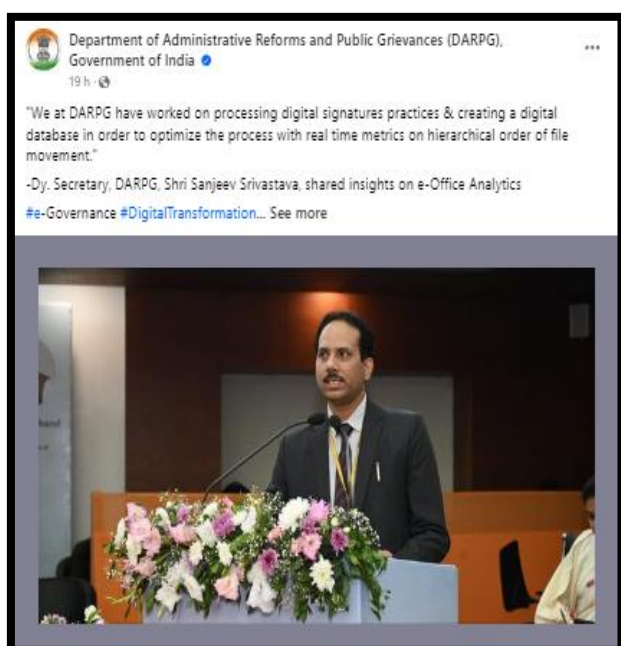 Department of Administrative Reforms and Public Grievances (DARPG),
Government of India
19 h ·
"We at DARPG have worked on processing digital signatures practices & creating a digital
database in order to optimize the process with real time metrics on hierarchical order of file
movement."
-Dy. Secretary, DARPG, Shri Sanjeev Srivastava, shared insights on e-Office Analytics
#e-Governance #DigitalTransformation... See more